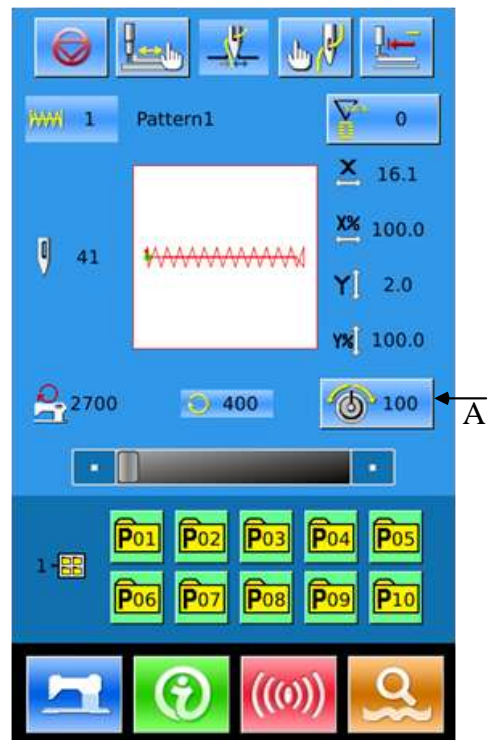 1 Pattern1 0
X 16.1
X% 100.0
41
Y 2.0
Y% 100.0
2700 400 100
A
P01 P02 P03 P04 P05
1-
P06 P07 P08 P09 P10